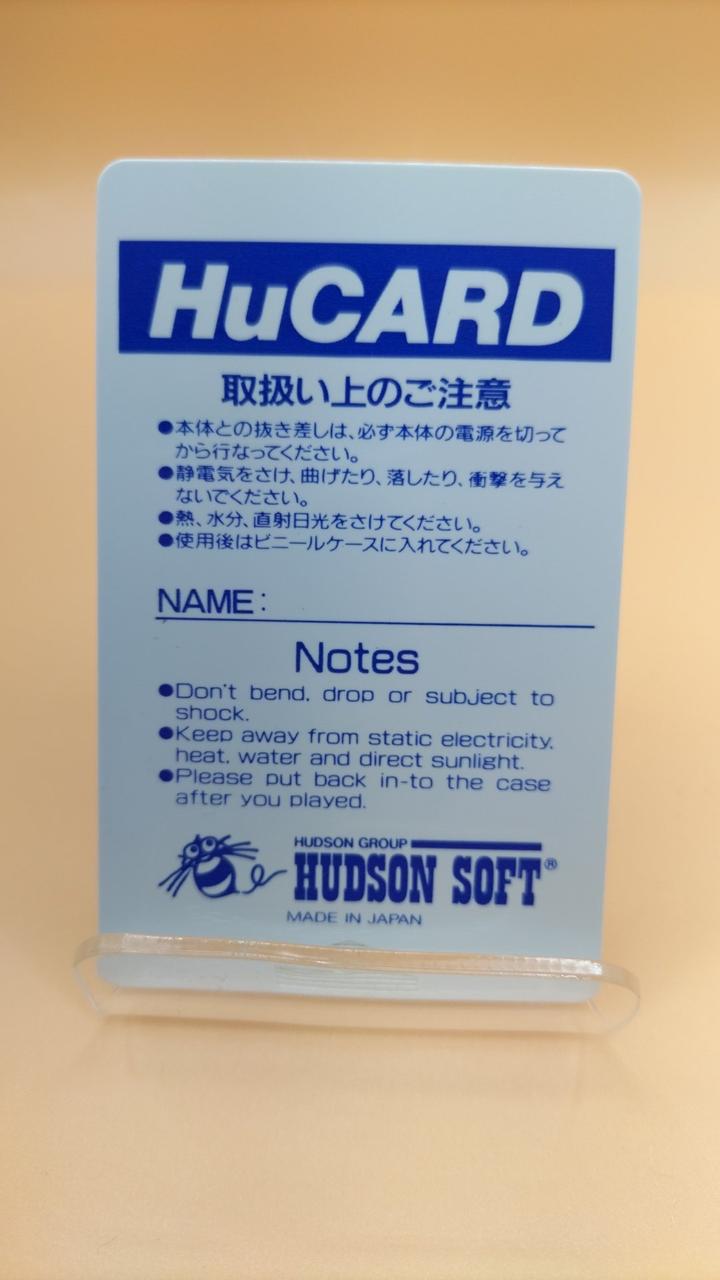 HuCARD
取扱い上のご注意
●本体との抜き差しは、必ず本体の電源を切って
から行なってください。
●静電気をさけ、曲げたり、落したり、衝撃を与え
ないでください。
●熱、水分、直射日光をさけてください。
●使用後はビニールケースに入れてください。
NAME:
Notes
●Don't bend, drop or subject to
shock.
●Keep away from static electricity,
heat, water and direct sunlight.
●Please put back in-to the case
after you played.
HUDSON GROUP
HUDSON SOFT®
MADE IN JAPAN